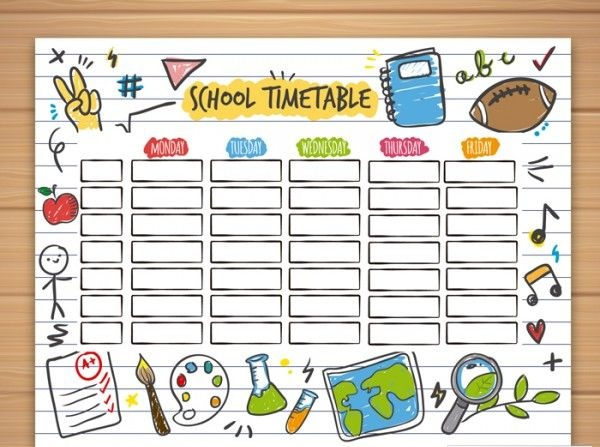 abc
#
SCHOOL TIMETABLE
MONDAY TUESDAY WEDNESDAY THURSDAY FRIDAY
A+